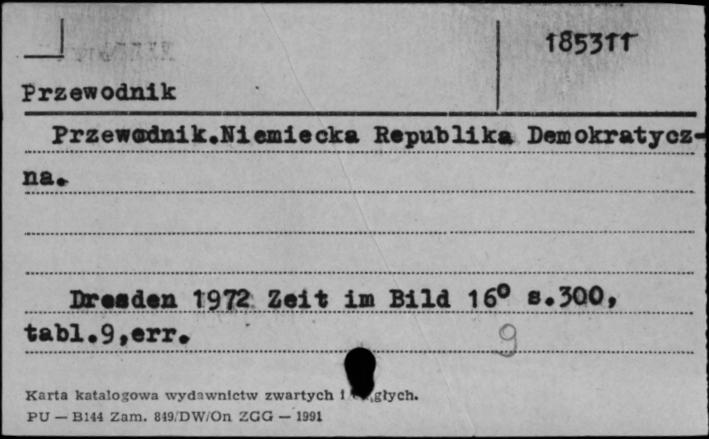 185311
Przewodnik
Przewodnik.Niemiecka Republika Demokratycz-
na.
Dresden 1972 Zeit im Bild 16° s.300,
tabl.9,err.
9
Karta katalogowa wydawnictw zwartych i
PU — B144 Zam. 849/DW/On ZGG — 1991